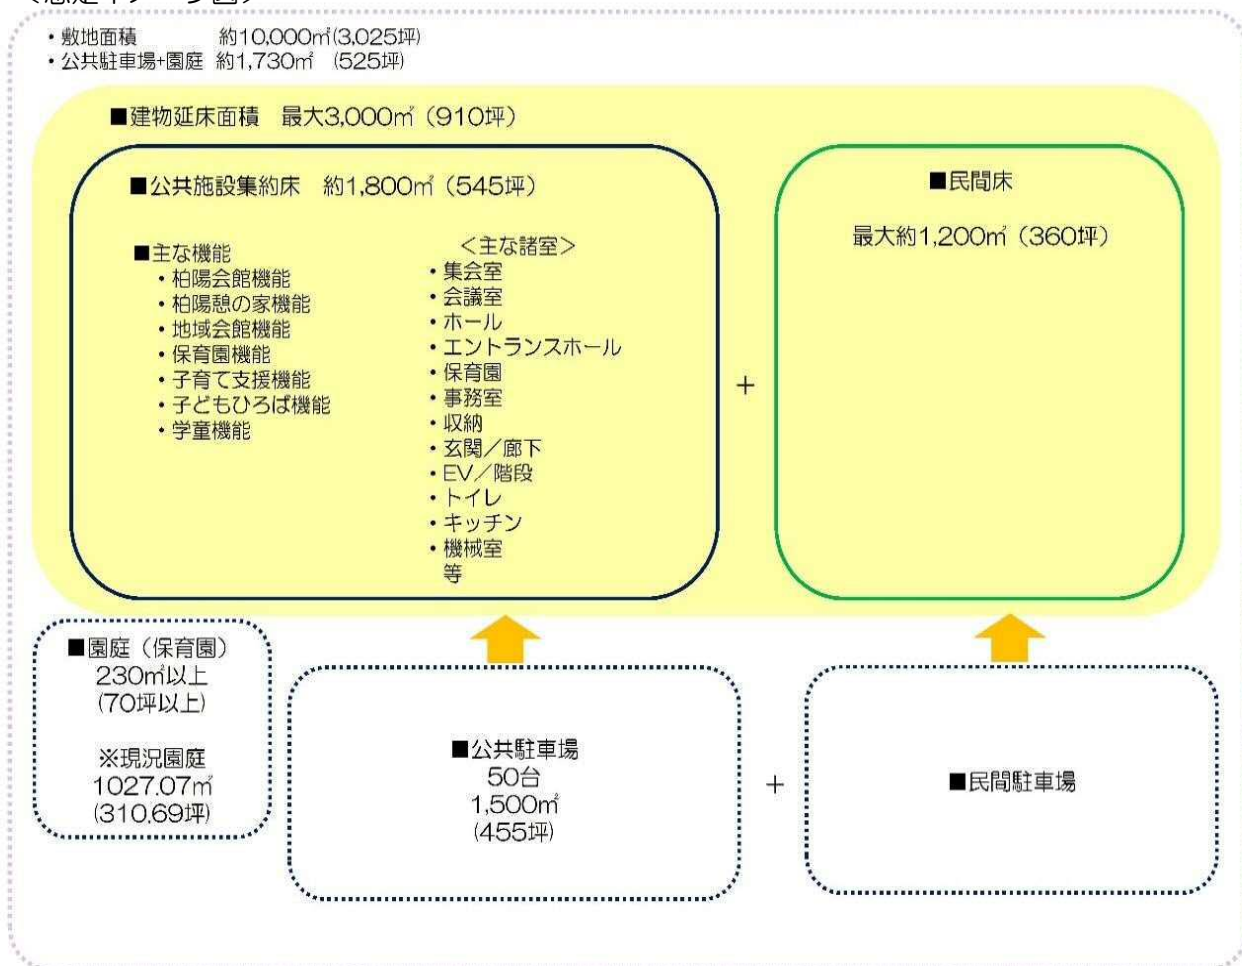 ・敷地面積 約10,000㎡(3,025坪)
・公共駐車場+園庭 約1,730㎡ (525坪)
■建物延床面積 最大3,000㎡(910坪)
■公共施設集約床 約1,800㎡(545坪)
■主な機能
・柏陽会館機能
・柏陽憩の家機能
・地域会館機能
・保育園機能
・子育て支援機能
・子どもひろば機能
・学童機能
<主な諸室>
・集会室
・会議室
・ホール
・エントランスホール
・保育園
・事務室
・収納
・玄関/廊下
・EV/階段
・トイレ
・キッチン
・機械室
等
+
■民間床
最大約1,200㎡(360坪)
■園庭(保育園)
230㎡以上
(70坪以上)
※現況園庭
1027.07㎡
(310.69坪)
■公共駐車場
50台
1,500㎡
(455坪)
+
■民間駐車場